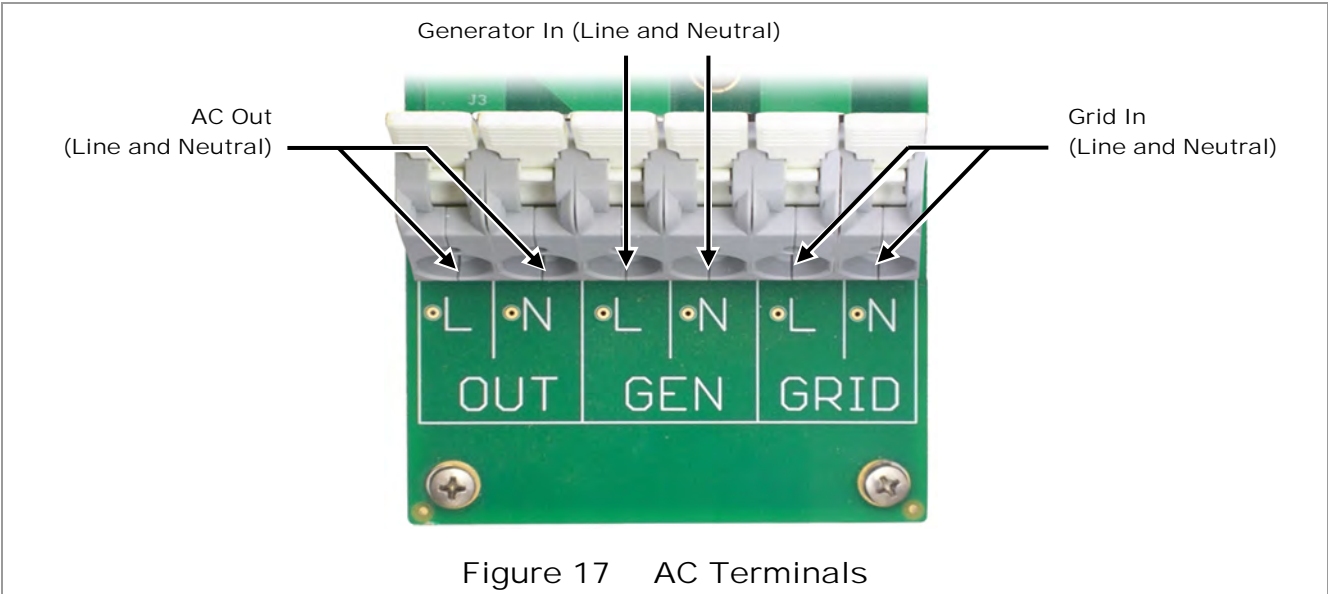 Generator In (Line and Neutral)
AC Out
(Line and Neutral)
Grid In
(Line and Neutral)
J3
L N L N L N
OUT GEN GRID
Figure 17 AC Terminals